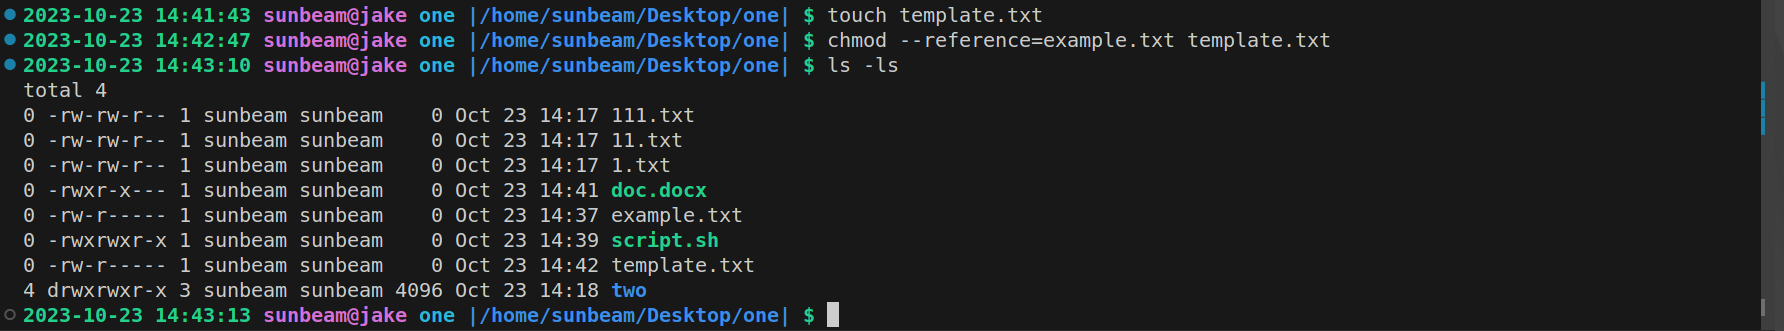 2023-10-23 14:41:43 sunbeam@jake one |/home/sunbeam/Desktop/one| $ touch template.txt
2023-10-23 14:42:47 sunbeam@jake one |/home/sunbeam/Desktop/one| $ chmod --reference=example.txt template.txt
2023-10-23 14:43:10 sunbeam@jake one |/home/sunbeam/Desktop/one| $ ls -ls
total 4
0 -rw-rw-r-- 1 sunbeam sunbeam    0 Oct 23 14:17 111.txt
0 -rw-rw-r-- 1 sunbeam sunbeam    0 Oct 23 14:17 11.txt
0 -rw-rw-r-- 1 sunbeam sunbeam    0 Oct 23 14:17 1.txt
0 -rwxr-x--- 1 sunbeam sunbeam    0 Oct 23 14:41 doc.docx
0 -rw-r----- 1 sunbeam sunbeam    0 Oct 23 14:37 example.txt
0 -rwxrwxr-x 1 sunbeam sunbeam    0 Oct 23 14:39 script.sh
0 -rw-r----- 1 sunbeam sunbeam    0 Oct 23 14:42 template.txt
4 drwxrwxr-x 3 sunbeam sunbeam 4096 Oct 23 14:18 two
2023-10-23 14:43:13 sunbeam@jake one |/home/sunbeam/Desktop/one| $